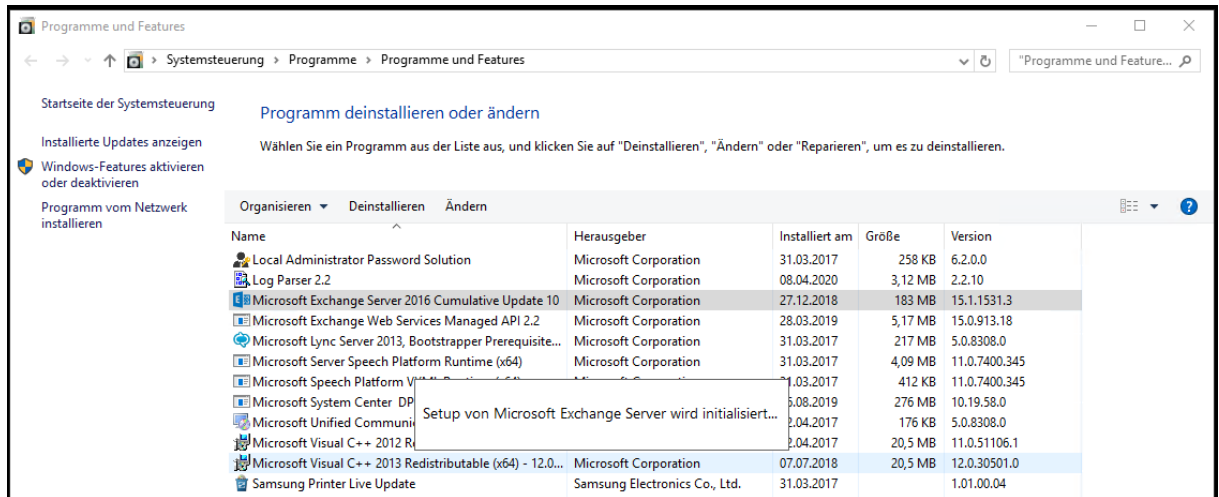 Programme und Features
Systemsteuerung > Programme > Programme und Features
"Programme und Feature...
Startseite der Systemsteuerung
Installierte Updates anzeigen
Windows-Features aktivieren
oder deaktivieren
Programm vom Netzwerk
installieren
Programm deinstallieren oder ändern
Wählen Sie ein Programm aus der Liste aus, und klicken Sie auf "Deinstallieren", "Ändern" oder "Reparieren", um es zu deinstallieren.
Organisieren Deinstallieren Ändern
Name Herausgeber Installiert am Größe Version
Local Administrator Password Solution Microsoft Corporation 31.03.2017 258 KB 6.2.0.0
Log Parser 2.2 Microsoft Corporation 08.04.2020 3,12 MB 2.2.10
Microsoft Exchange Server 2016 Cumulative Update 10 Microsoft Corporation 27.12.2018 183 MB 15.1.1531.3
Microsoft Exchange Web Services Managed API 2.2 Microsoft Corporation 28.03.2019 5,17 MB 15.0.913.18
Microsoft Lync Server 2013, Bootstrapper Prerequisite... Microsoft Corporation 31.03.2017 217 MB 5.0.8308.0
Microsoft Server Speech Platform Runtime (x64) Microsoft Corporation 31.03.2017 4,09 MB 11.0.7400.345
Microsoft Speech Platform 31.03.2017 412 KB 11.0.7400.345
Microsoft System Center DP .08.2019 276 MB 10.19.58.0
Setup von Microsoft Exchange Server wird initialisiert...
Microsoft Unified Communi 2.04.2017 176 KB 5.0.8308.0
Microsoft Visual C++ 2012 R 2.04.2017 20,5 MB 11.0.51106.1
Microsoft Visual C++ 2013 Redistributable (x64) - 12.0... Microsoft Corporation 07.07.2018 20,5 MB 12.0.30501.0
Samsung Printer Live Update Samsung Electronics Co., Ltd. 31.03.2017 1.01.00.04